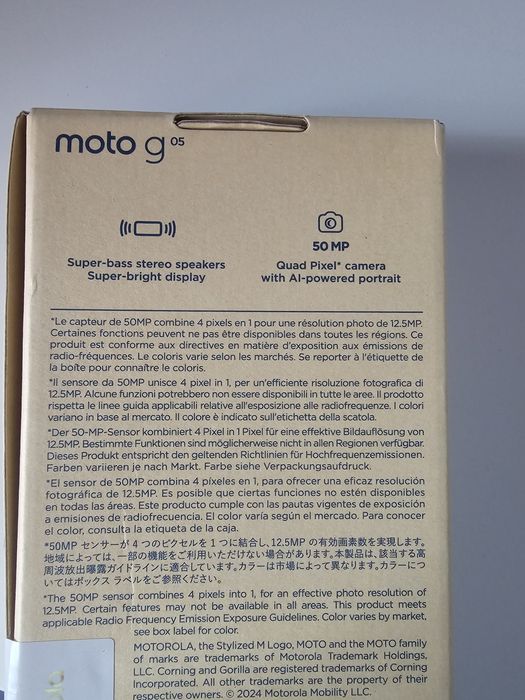 moto g 05
Super-bass stereo speakers
Super-bright display
50 MP
Quad Pixel* camera
with AI-powered portrait
*Le capteur de 50MP combine 4 pixels en 1 pour une résolution photo de 12.5MP.
Certaines fonctions peuvent ne pas être disponibles dans toutes les régions. Ce
produit est conforme aux directives en matière d'exposition aux émissions de
radio-fréquences. Le coloris varie selon les marchés. Se reporter à l'étiquette de
la boîte pour connaître le coloris.
*Il sensore da 50MP unisce 4 pixel in 1, per un'efficiente risoluzione fotografica di
12.5MP. Alcune funzioni potrebbero non essere disponibili in tutte le aree. Il prodotto
rispetta le linee guida applicabili relative all'esposizione alle radiofrequenze. I colori
variano in base al mercato. Il colore è indicato sull'etichetta della scatola.
*Der 50-MP-Sensor kombiniert 4 Pixel in 1 Pixel für eine effektive Bildauflösung von
12.5MP. Bestimmte Funktionen sind möglicherweise nicht in allen Regionen verfügbar.
Dieses Produkt entspricht den geltenden Richtlinien für Hochfrequenzemissionen.
Farben variieren je nach Markt. Farbe siehe Verpackungsaufdruck.
*El sensor de 50MP combina 4 píxeles en 1, para ofrecer una eficaz resolución
fotográfica de 12.5MP. Es posible que ciertas funciones no estén disponibles
en todas las áreas. Este producto cumple con las pautas vigentes de exposición
a emisiones de radiofrecuencia. El color varía según el mercado. Para conocer
el color, consulta la etiqueta de la caja.
*50MP センサーが 4 つのピクセルを 1 つに結合し、12.5MP の有効画素数を実現します。
地域によっては、一部の機能をご利用いただけない場合があります。本製品は、該当する高
周波放出曝露ガイドラインに適合しています。カラーは市場によって異なります。カラーにつ
いてはボックス ラベルをご参照ください。
*The 50MP sensor combines 4 pixels into 1, for an effective photo resolution of
12.5MP. Certain features may not be available in all areas. This product meets
applicable Radio Frequency Emission Exposure Guidelines. Color varies by market,
see box label for color.
MOTOROLA, the Stylized M Logo, MOTO and the MOTO family
of marks are trademarks of Motorola Trademark Holdings,
LLC. Corning and Gorilla are registered trademarks of Corning
Incorporated. All other trademarks are the property of their
respective owners. © 2024 Motorola Mobility LLC.